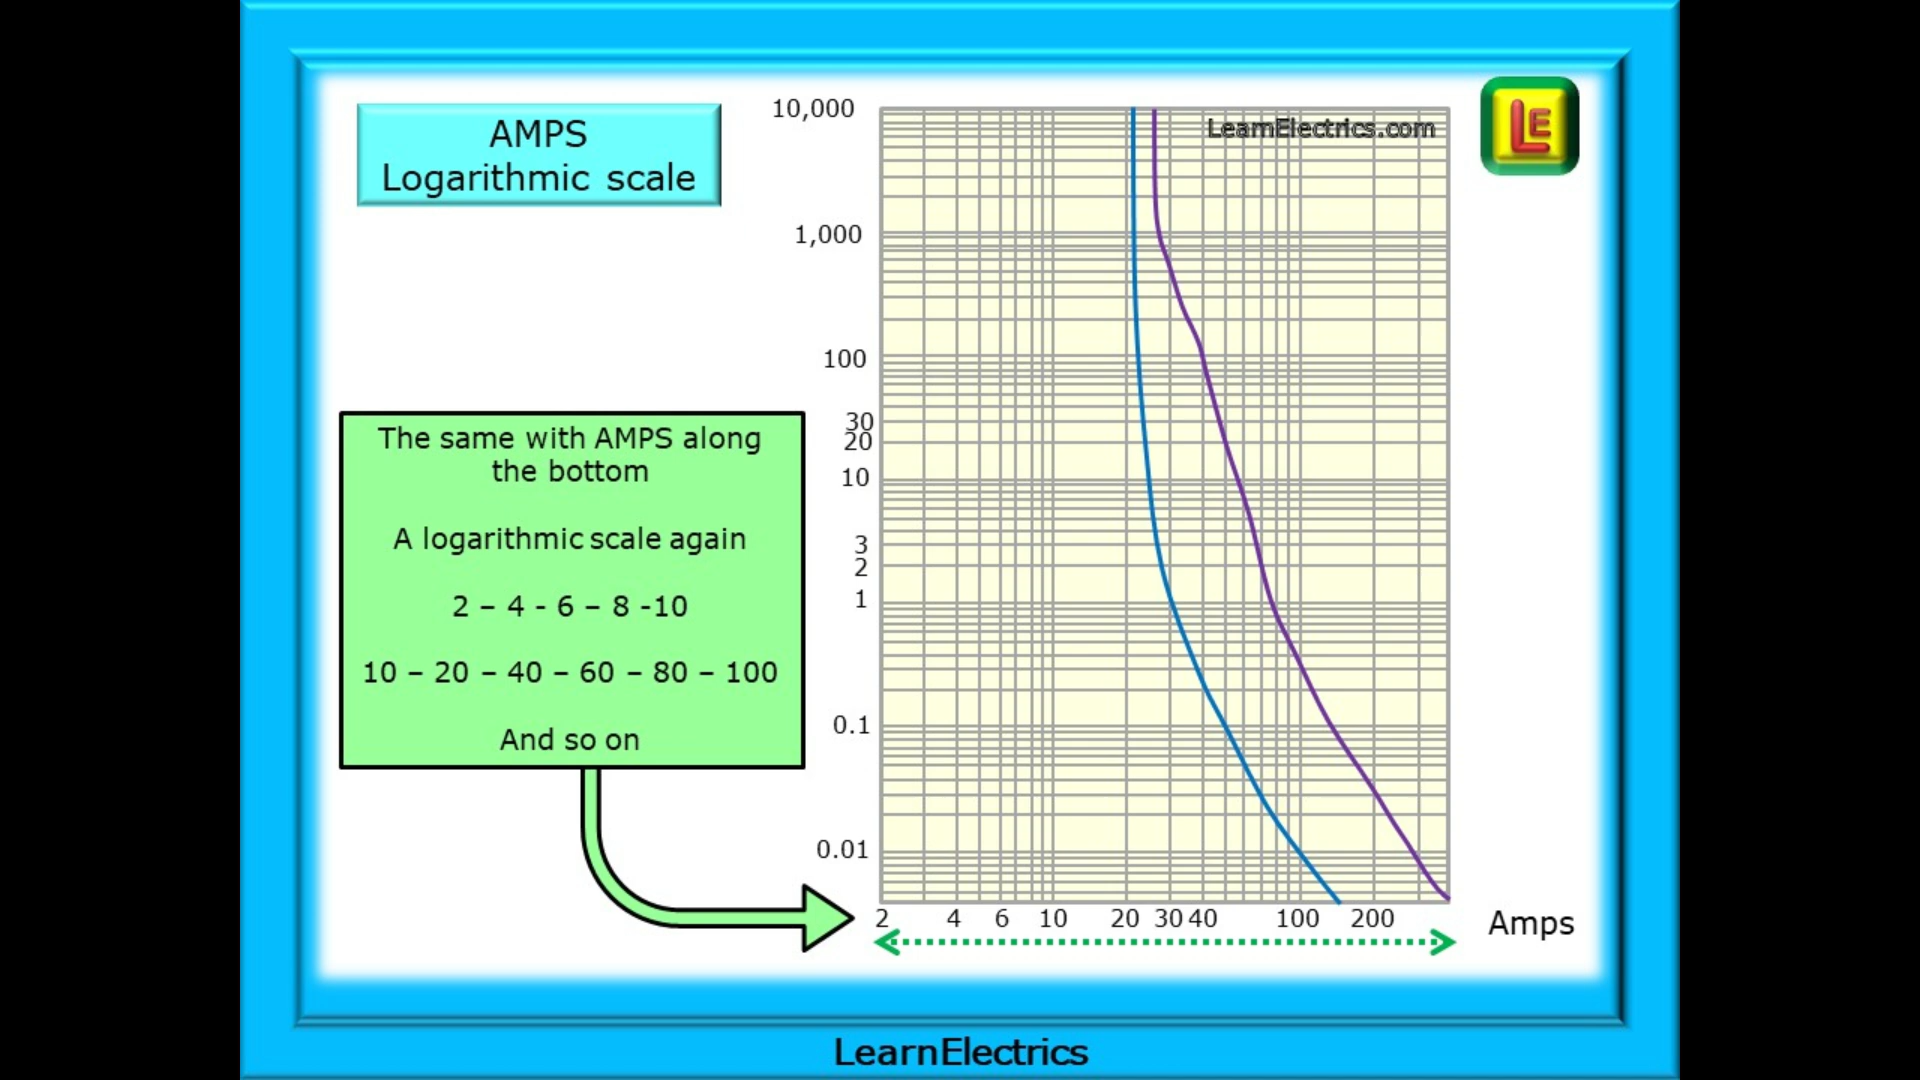 AMPS
Logarithmic scale
LearnElectrics.com
LE
10,000
1,000
100
30
20
10
3
2
1
0.1
0.01
The same with AMPS along
the bottom
A logarithmic scale again
2 – 4 - 6 – 8 -10
10 – 20 – 40 – 60 – 80 – 100
And so on
2 4 6 10 20 30 40 100 200
Amps
LearnElectrics